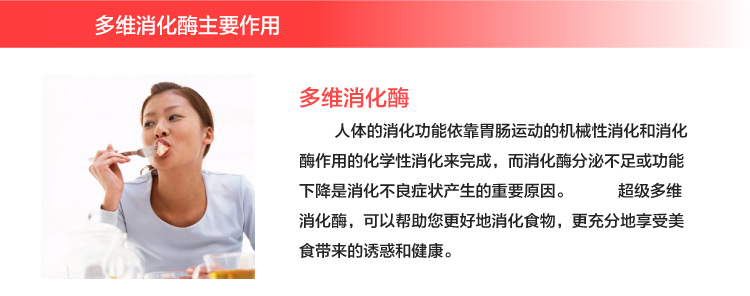 多维消化酶主要作用
多维消化酶
人体的消化功能依靠胃肠运动的机械性消化和消化
酶作用的化学性消化来完成，而消化酶分泌不足或功能
下降是消化不良症状产生的重要原因。 超级多维
消化酶，可以帮助您更好地消化食物，更充分地享受美
食带来的诱惑和健康。